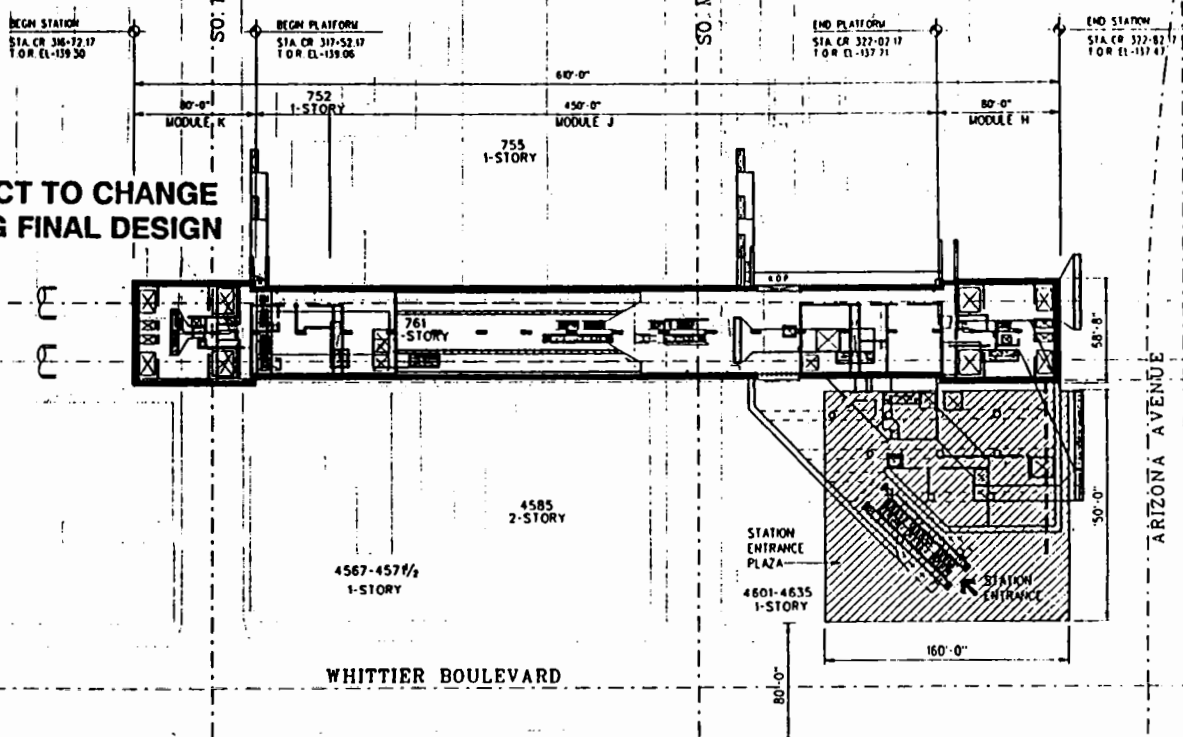 BEGIN STATION
STA. CR 316+72.17
T.O.R. EL-139.30
BEGIN PLATFORM
STA. CR 317+52.17
T.O.R. EL-139.06
END PLATFORM
STA. CR 322+02.17
T.O.R. EL-137.71
END STATION
STA. CR 322+82.17
T.O.R. EL-137.47
SO.
SO.
610'-0"
80'-0"
MODULE K
450'-0"
MODULE J
80'-0"
MODULE H
752
1-STORY
755
1-STORY
CT TO CHANGE
G FINAL DESIGN
761
-STORY
58'-8"
ARIZONA AVENUE
4585
2-STORY
4567-4571½
1-STORY
STATION
ENTRANCE
PLAZA
4601-4635
1-STORY
STATION
ENTRANCE
150'-0"
160'-0"
80'-0"
WHITTIER BOULEVARD